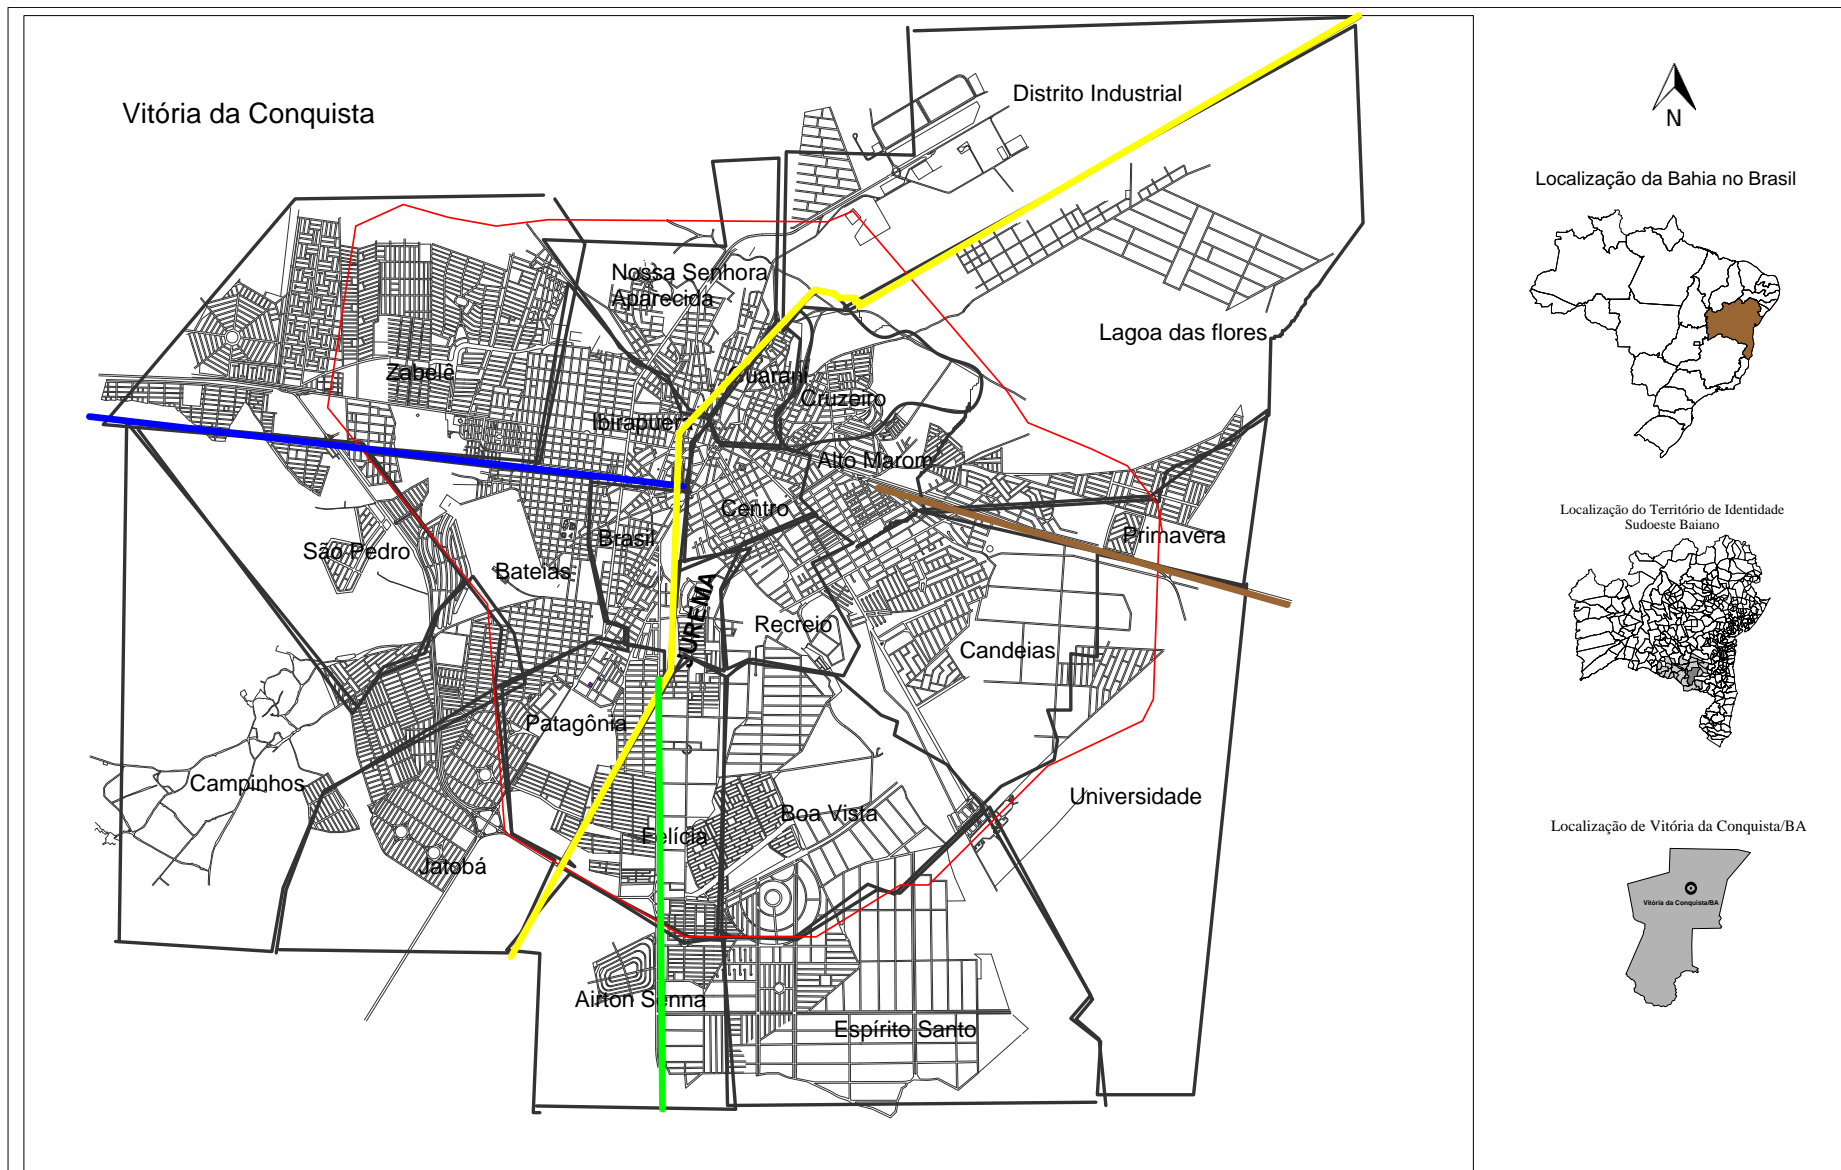 Vitória da Conquista
Distrito Industrial
Nossa Senhora
Aparecida
Lagoa das flores
Zabelê
Guarani
Cruzeiro
Ibirapuera
Alto Marom
Centro
Primavera
Brasil
São Pedro
Bateias
JUREMA
Recreio
Candeias
Patagônia
Campinhos
Universidade
Boa Vista
Felícia
Jatobá
Airton Senna
Espírito Santo
N
Localização da Bahia no Brasil
Localização do Território de Identidade
Sudoeste Baiano
Localização de Vitória da Conquista/BA
Vitória da Conquista/BA